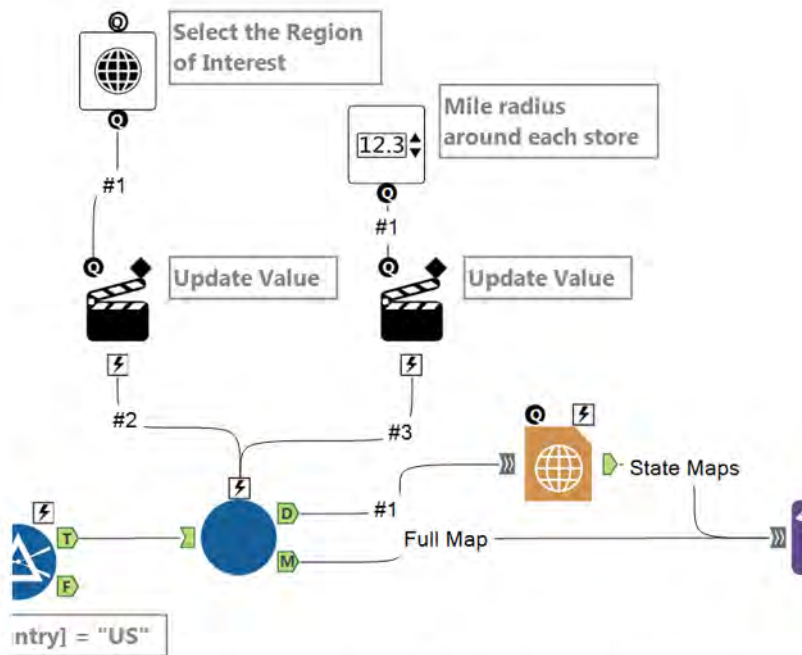 Q
Select the Region
of Interest
Q
Mile radius
around each store
12.3
Q
#1
#1
Q
Update Value
Q
Update Value
#2
#3
Q
D
#1
State Maps
T
Full Map
M
F
ntry] = "US"